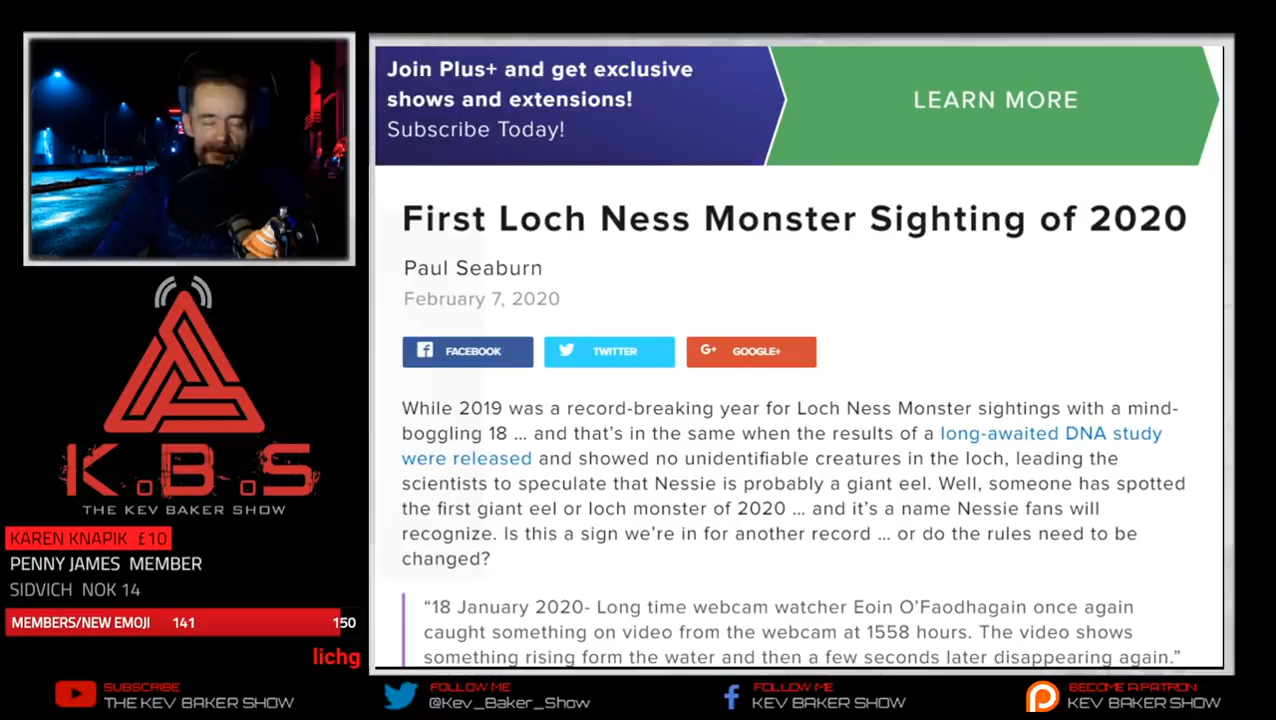 Join Plus+ and get exclusive
shows and extensions!
Subscribe Today!
LEARN MORE
First Loch Ness Monster Sighting of 2020
Paul Seaburn
February 7, 2020
FACEBOOK
TWITTER
G+ GOOGLE+
While 2019 was a record-breaking year for Loch Ness Monster sightings with a mind-
boggling 18 ... and that's in the same when the results of a long-awaited DNA study
were released and showed no unidentifiable creatures in the loch, leading the
scientists to speculate that Nessie is probably a giant eel. Well, someone has spotted
the first giant eel or loch monster of 2020 ... and it's a name Nessie fans will
recognize. Is this a sign we're in for another record ... or do the rules need to be
changed?
“18 January 2020- Long time webcam watcher Eoin O'Faodhagain once again
caught something on video from the webcam at 1558 hours. The video shows
something rising form the water and then a few seconds later disappearing again.”
K.B.S
THE KEV BAKER SHOW
KAREN KNAPIK £10
PENNY JAMES MEMBER
SIDVICH NOK 14
MEMBERS/NEW EMOJI 141 150
lichg
SUBSCRIBE
THE KEV BAKER SHOW
FOLLOW ME
@Kev_Baker_Show
FOLLOW ME
KEV BAKER SHOW
BECOME A PATRON
KEV BAKER SHOW